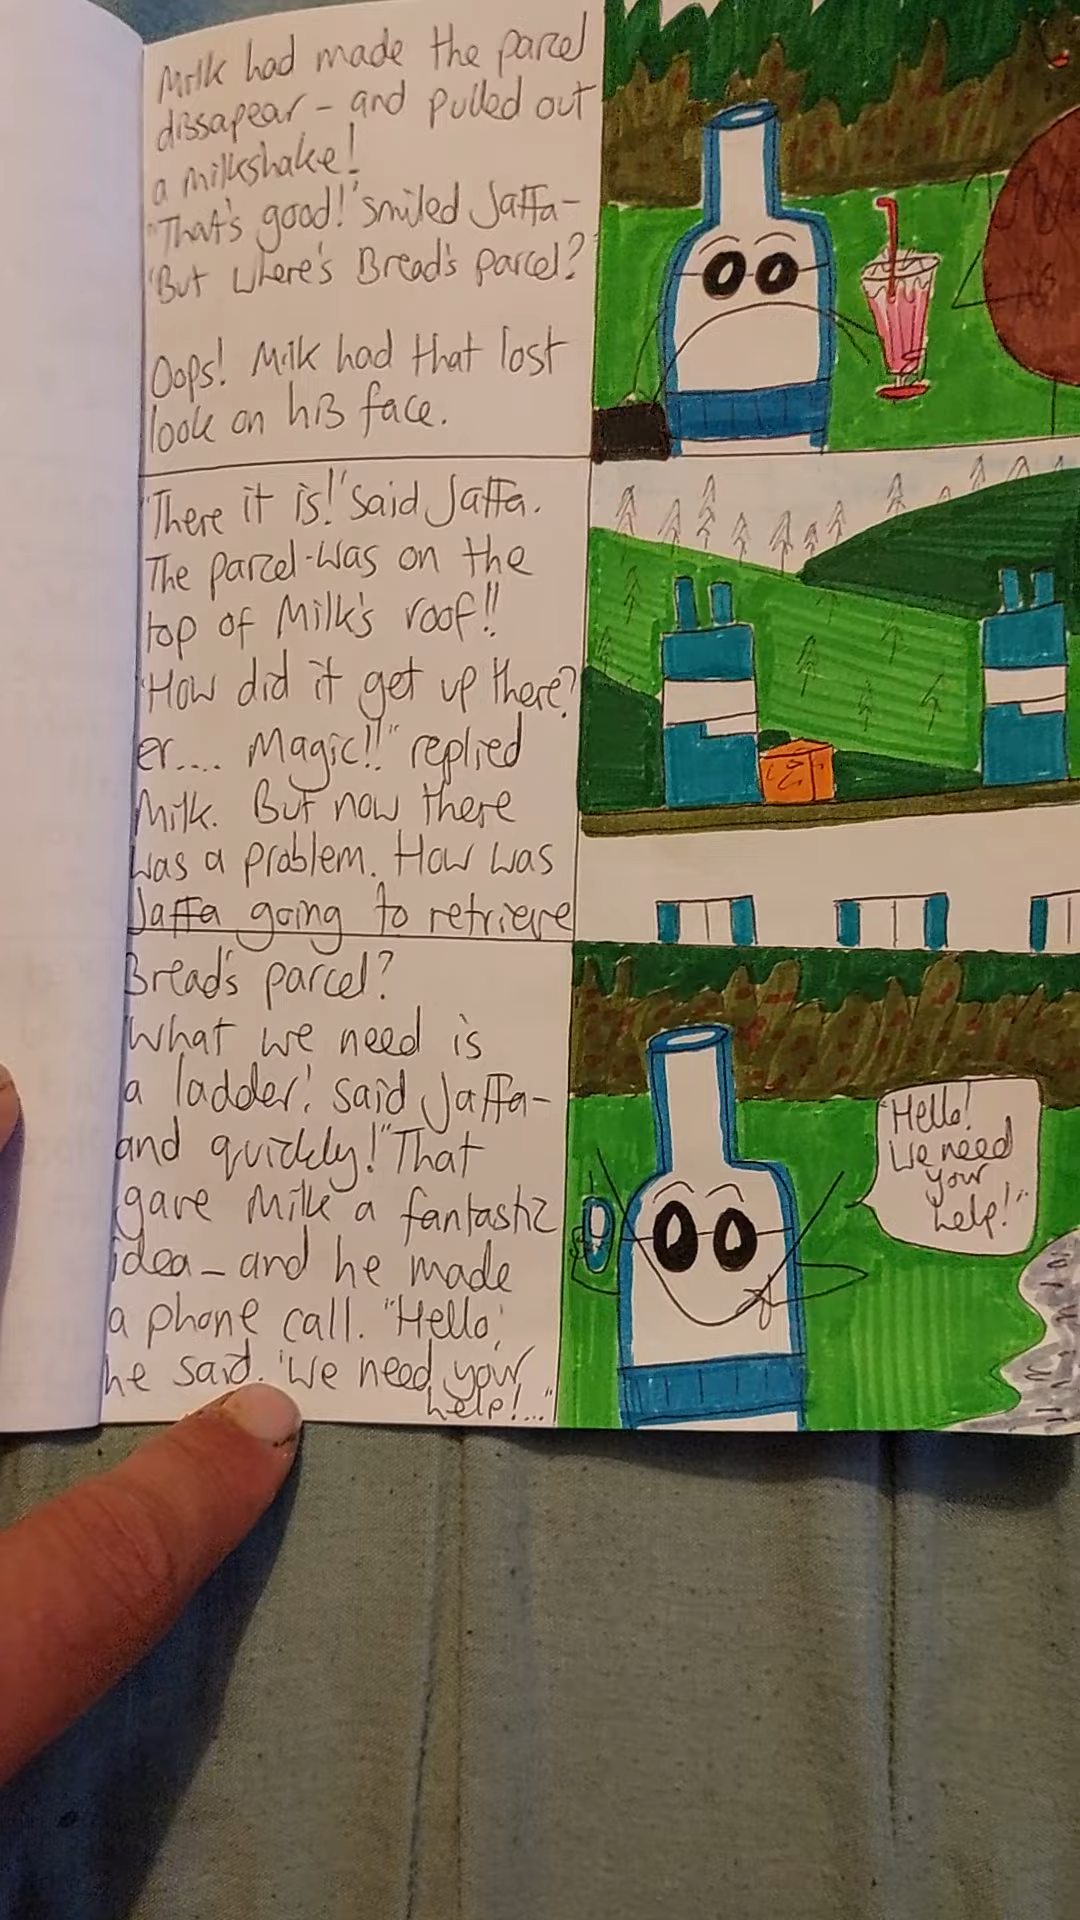 Milk had made the parcel
dissapear - and pulled out
a milkshake!
"That's good!' smiled Jaffa -
'But where's Bread's parcel?'
Oops! Milk had that lost
look on his face.
'There it is!' said Jaffa.
The parcel was on the
top of Milk's roof!!
'How did it get up there?
er.... Magic!!" replied
Milk. But now there
was a problem. How was
Jaffa going to retrieve
Bread's parcel?
'What we need is
a ladder.' said Jaffa -
and quickly!" That
gave Milk a fantastic
idea - and he made
a phone call. "Hello,'
he said. 'We need your
help!..."
"Hello!
We need
your
help!"